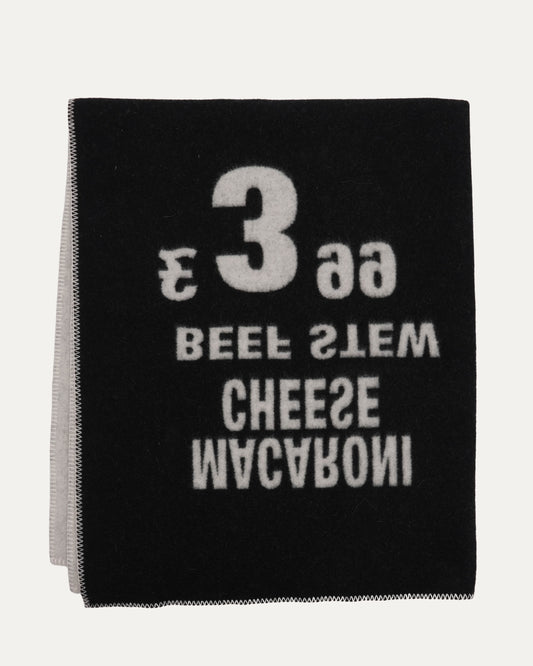 MACARONI
CHEESE
BEEF STEW
£3 99